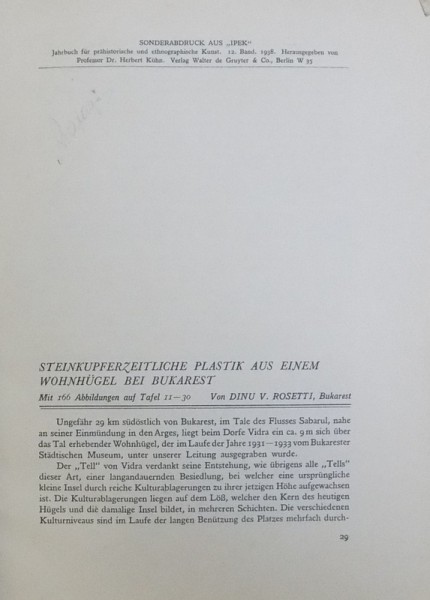 SONDERABDRUCK AUS „IPEK“
Jahrbuch für prähistorische und ethnographische Kunst. 12. Band. 1938. Herausgegeben von
Professor Dr. Herbert Kühn. Verlag Walter de Gruyter & Co., Berlin W 35
STEINKUPFERZEITLICHE PLASTIK AUS EINEM
WOHNHÜGEL BEI BUKAREST
Mit 166 Abbildungen auf Tafel 11—30 Von DINU V. ROSETTI, Bukarest
Ungefähr 29 km südöstlich von Bukarest, im Tale des Flusses Sabarul, nahe
an seiner Einmündung in den Arges, liegt beim Dorfe Vidra ein ca. 9 m sich über
das Tal erhebender Wohnhügel, der im Laufe der Jahre 1931—1933 vom Bukarester
Städtischen Museum, unter unserer Leitung ausgegraben wurde.
Der „Tell“ von Vidra verdankt seine Entstehung, wie übrigens alle „Tells“
dieser Art, einer langandauernden Besiedlung, bei welcher eine ursprüngliche
kleine Insel durch reiche Kulturablagerungen zu ihrer jetzigen Höhe aufgewachsen
ist. Die Kulturablagerungen liegen auf dem Löß, welcher den Kern des heutigen
Hügels und die damalige Insel bildet, in mehreren Schichten. Die verschiedenen
Kulturniveaus sind im Laufe der langen Benützung des Platzes mehrfach durch-
29